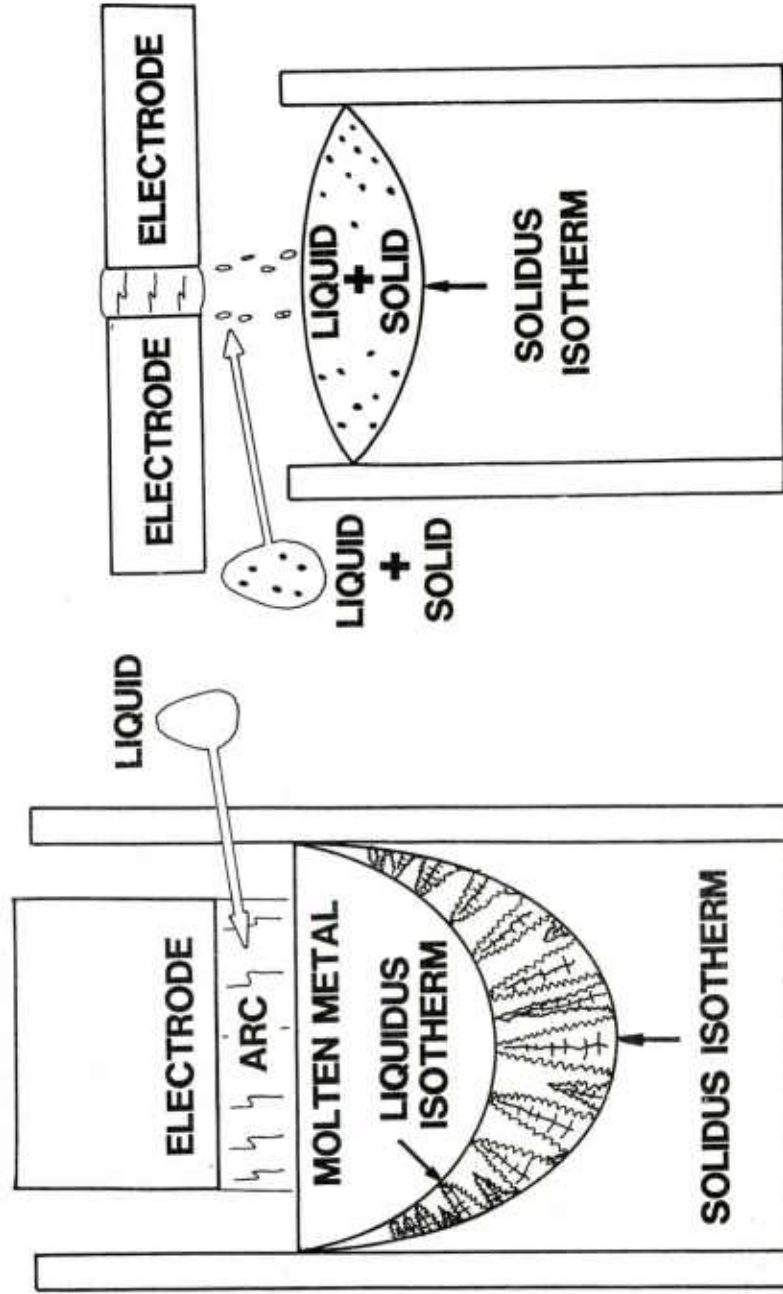 ELECTRODE
ARC
LIQUID
MOLTEN METAL
LIQUIDUS
ISOTHERM
SOLIDUS ISOTHERM
ELECTRODE
ELECTRODE
LIQUID
+
SOLID
LIQUID
+
SOLID
SOLIDUS
ISOTHERM